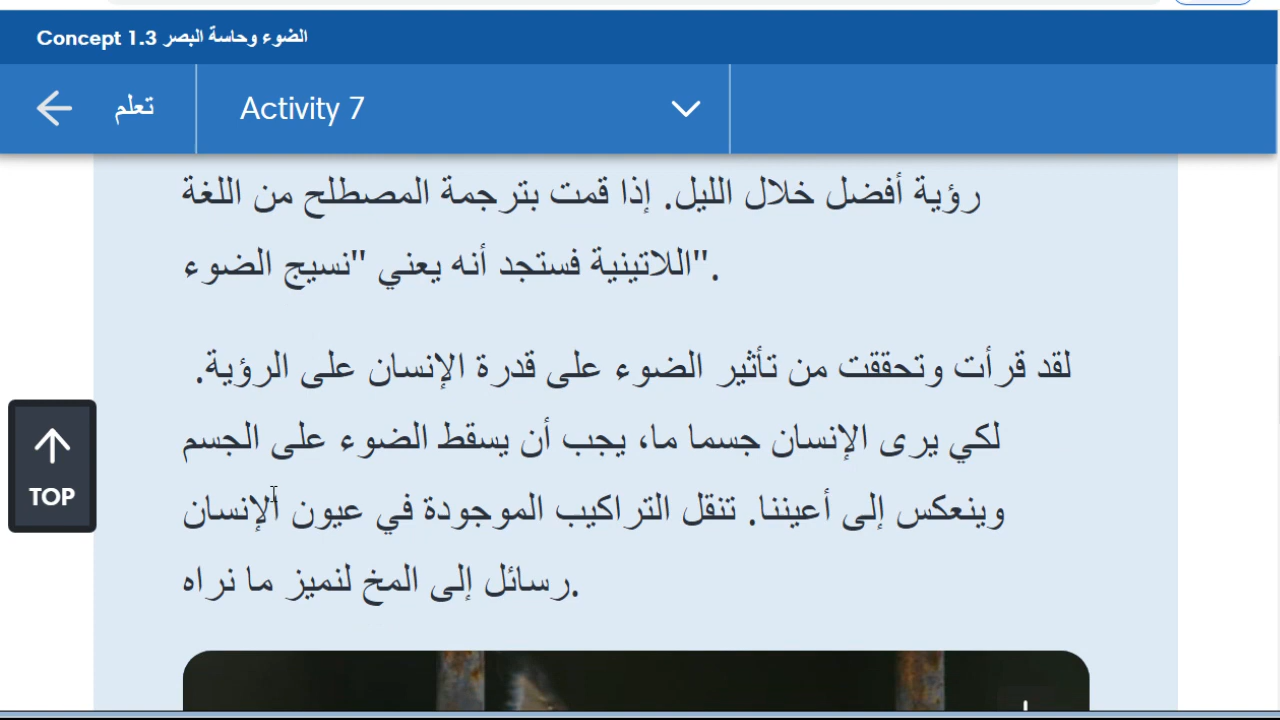 Concept 1.3 الضوء وحاسة البصر
تعلم
Activity 7
رؤية أفضل خلال الليل. إذا قمت بترجمة المصطلح من اللغة
اللاتينية فستجد أنه يعني "نسيج الضوء".
لقد قرأت وتحققت من تأثير الضوء على قدرة الإنسان على الرؤية.
لكي يرى الإنسان جسما ما، يجب أن يسقط الضوء على الجسم
وينعكس إلى أعيننا. تنقل التراكيب الموجودة في عيون الإنسان
رسائل إلى المخ لنميز ما نراه.
TOP